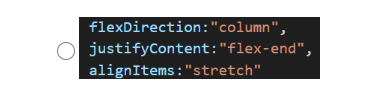 flexDirection:"column",
justifyContent:"flex-end",
alignItems:"stretch"